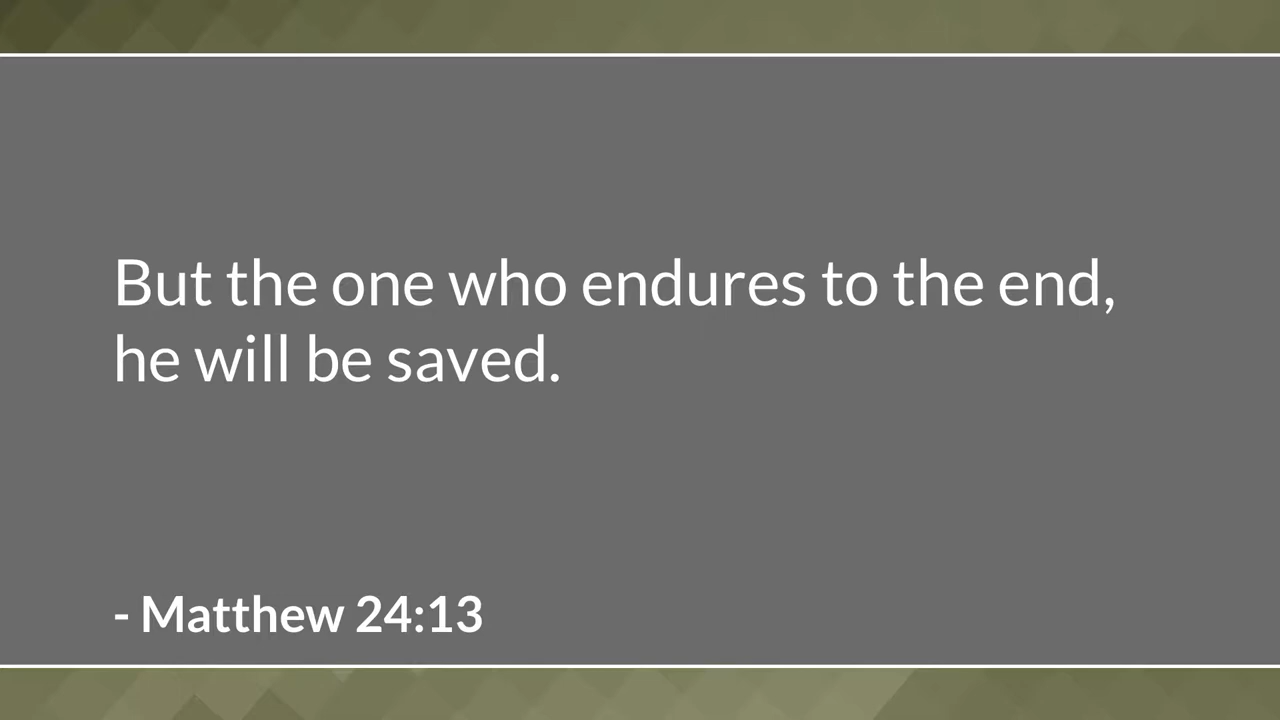 But the one who endures to the end,
he will be saved.
- Matthew 24:13